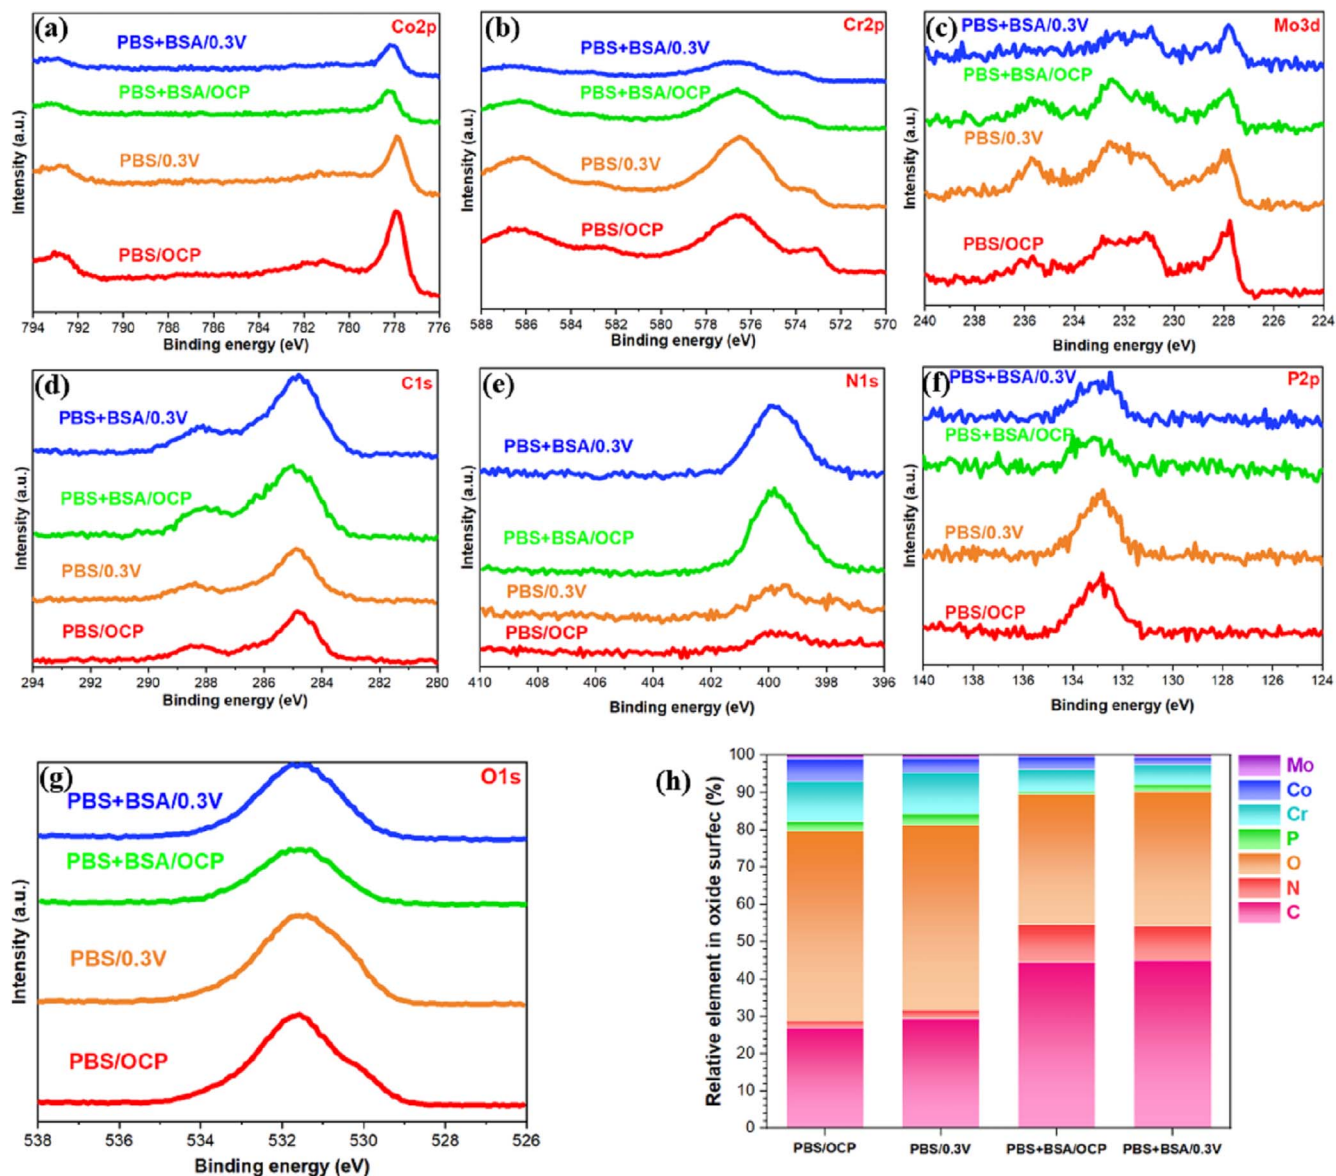 (a)
Co2p
PBS+BSA/0.3V
PBS+BSA/OCP
PBS/0.3V
PBS/OCP
Intensity (a.u.)
794 792 790 788 786 784 782 780 778 776
Binding energy (eV)
(b)
Cr2p
PBS+BSA/0.3V
PBS+BSA/OCP
PBS/0.3V
PBS/OCP
Intensity (a.u.)
588 586 584 582 580 578 576 574 572 570
Binding energy (eV)
(c)
Mo3d
PBS+BSA/0.3V
PBS+BSA/OCP
PBS/0.3V
PBS/OCP
Intensity (a.u.)
240 238 236 234 232 230 228 226 224
Binding energy (eV)
(d)
C1s
PBS+BSA/0.3V
PBS+BSA/OCP
PBS/0.3V
PBS/OCP
Intensity (a.u.)
294 292 290 288 286 284 282 280
Binding energy (eV)
(e)
N1s
PBS+BSA/0.3V
PBS+BSA/OCP
PBS/0.3V
PBS/OCP
Intensity (a.u.)
410 408 406 404 402 400 398 396
Binding energy (eV)
(f)
P2p
PBS+BSA/0.3V
PBS+BSA/OCP
PBS/0.3V
PBS/OCP
Intensity (a.u.)
140 138 136 134 132 130 128 126 124
Binding energy (eV)
(g)
O1s
PBS+BSA/0.3V
PBS+BSA/OCP
PBS/0.3V
PBS/OCP
Intensity (a.u.)
538 536 534 532 530 528 526
Binding energy (eV)
(h)
Relative element in oxide surfec (%)
100
90
80
70
60
50
40
30
20
10
0
PBS/OCP PBS/0.3V PBS+BSA/OCP PBS+BSA/0.3V
Mo
Co
Cr
P
O
N
C